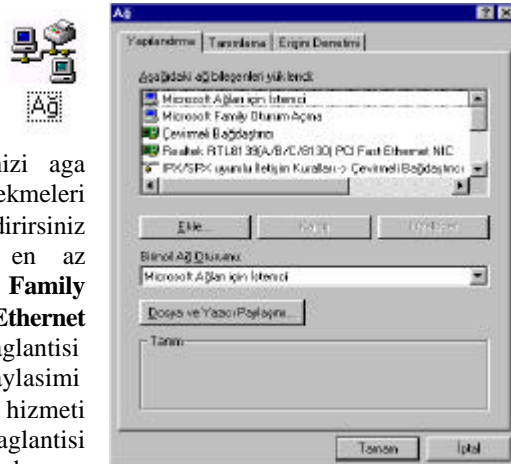 Ağ
izi aga
ekmeleri
dirirsiniz
en az
Family
Ethernet
aglantisi
aylasimi
hizmeti
aglantisi
Ağ
Yapılandırma Tanımlama Erişim Denetimi
Aşağıdaki ağ bileşenleri yüklendi:
Microsoft Ağları için İstemci
Microsoft Family Oturum Açma
Çevirmeli Bağdaştırıcı
Realtek RTL8139(A/B/C/8130) PCI Fast Ethernet NIC
IPX/SPX uyumlu İletişim Kuralları -> Çevirmeli Bağdaştırıcı
Ekle...
Birincil Ağ Oturumu:
Microsoft Ağları için İstemci
Dosya ve Yazıcı Paylaşımı...
Tanım
Tamam İptal